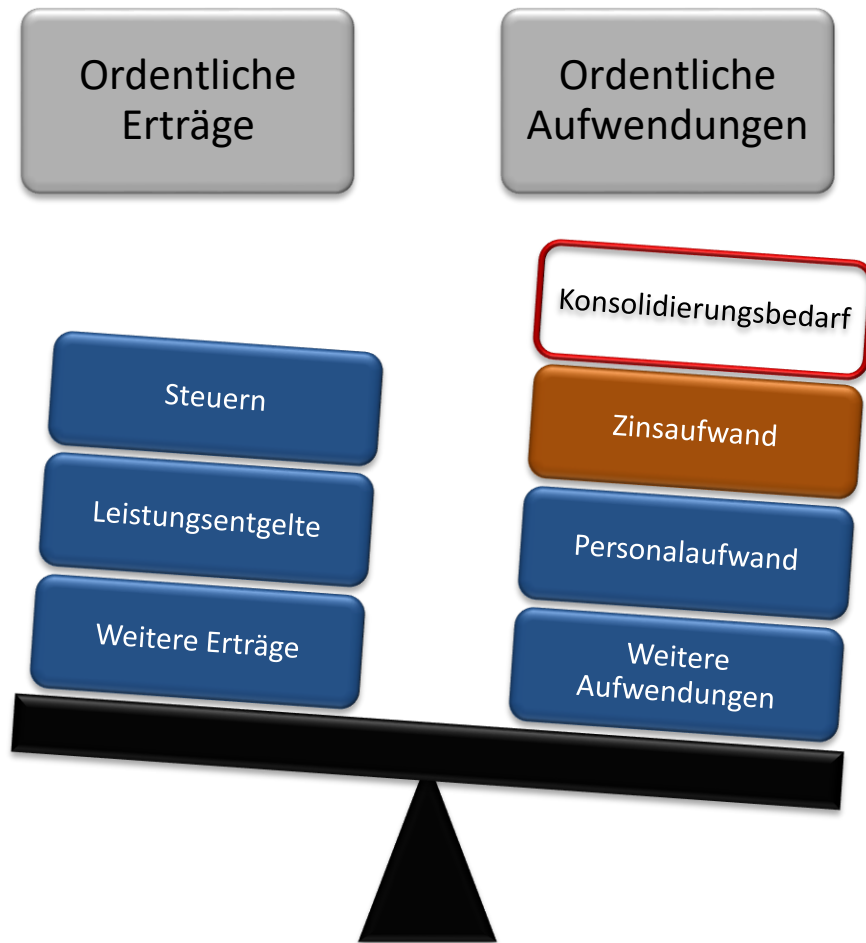 Ordentliche
Erträge
Ordentliche
Aufwendungen
Steuern
Leistungsentgelte
Weitere Erträge
Konsolidierungsbedarf
Zinsaufwand
Personalaufwand
Weitere
Aufwendungen